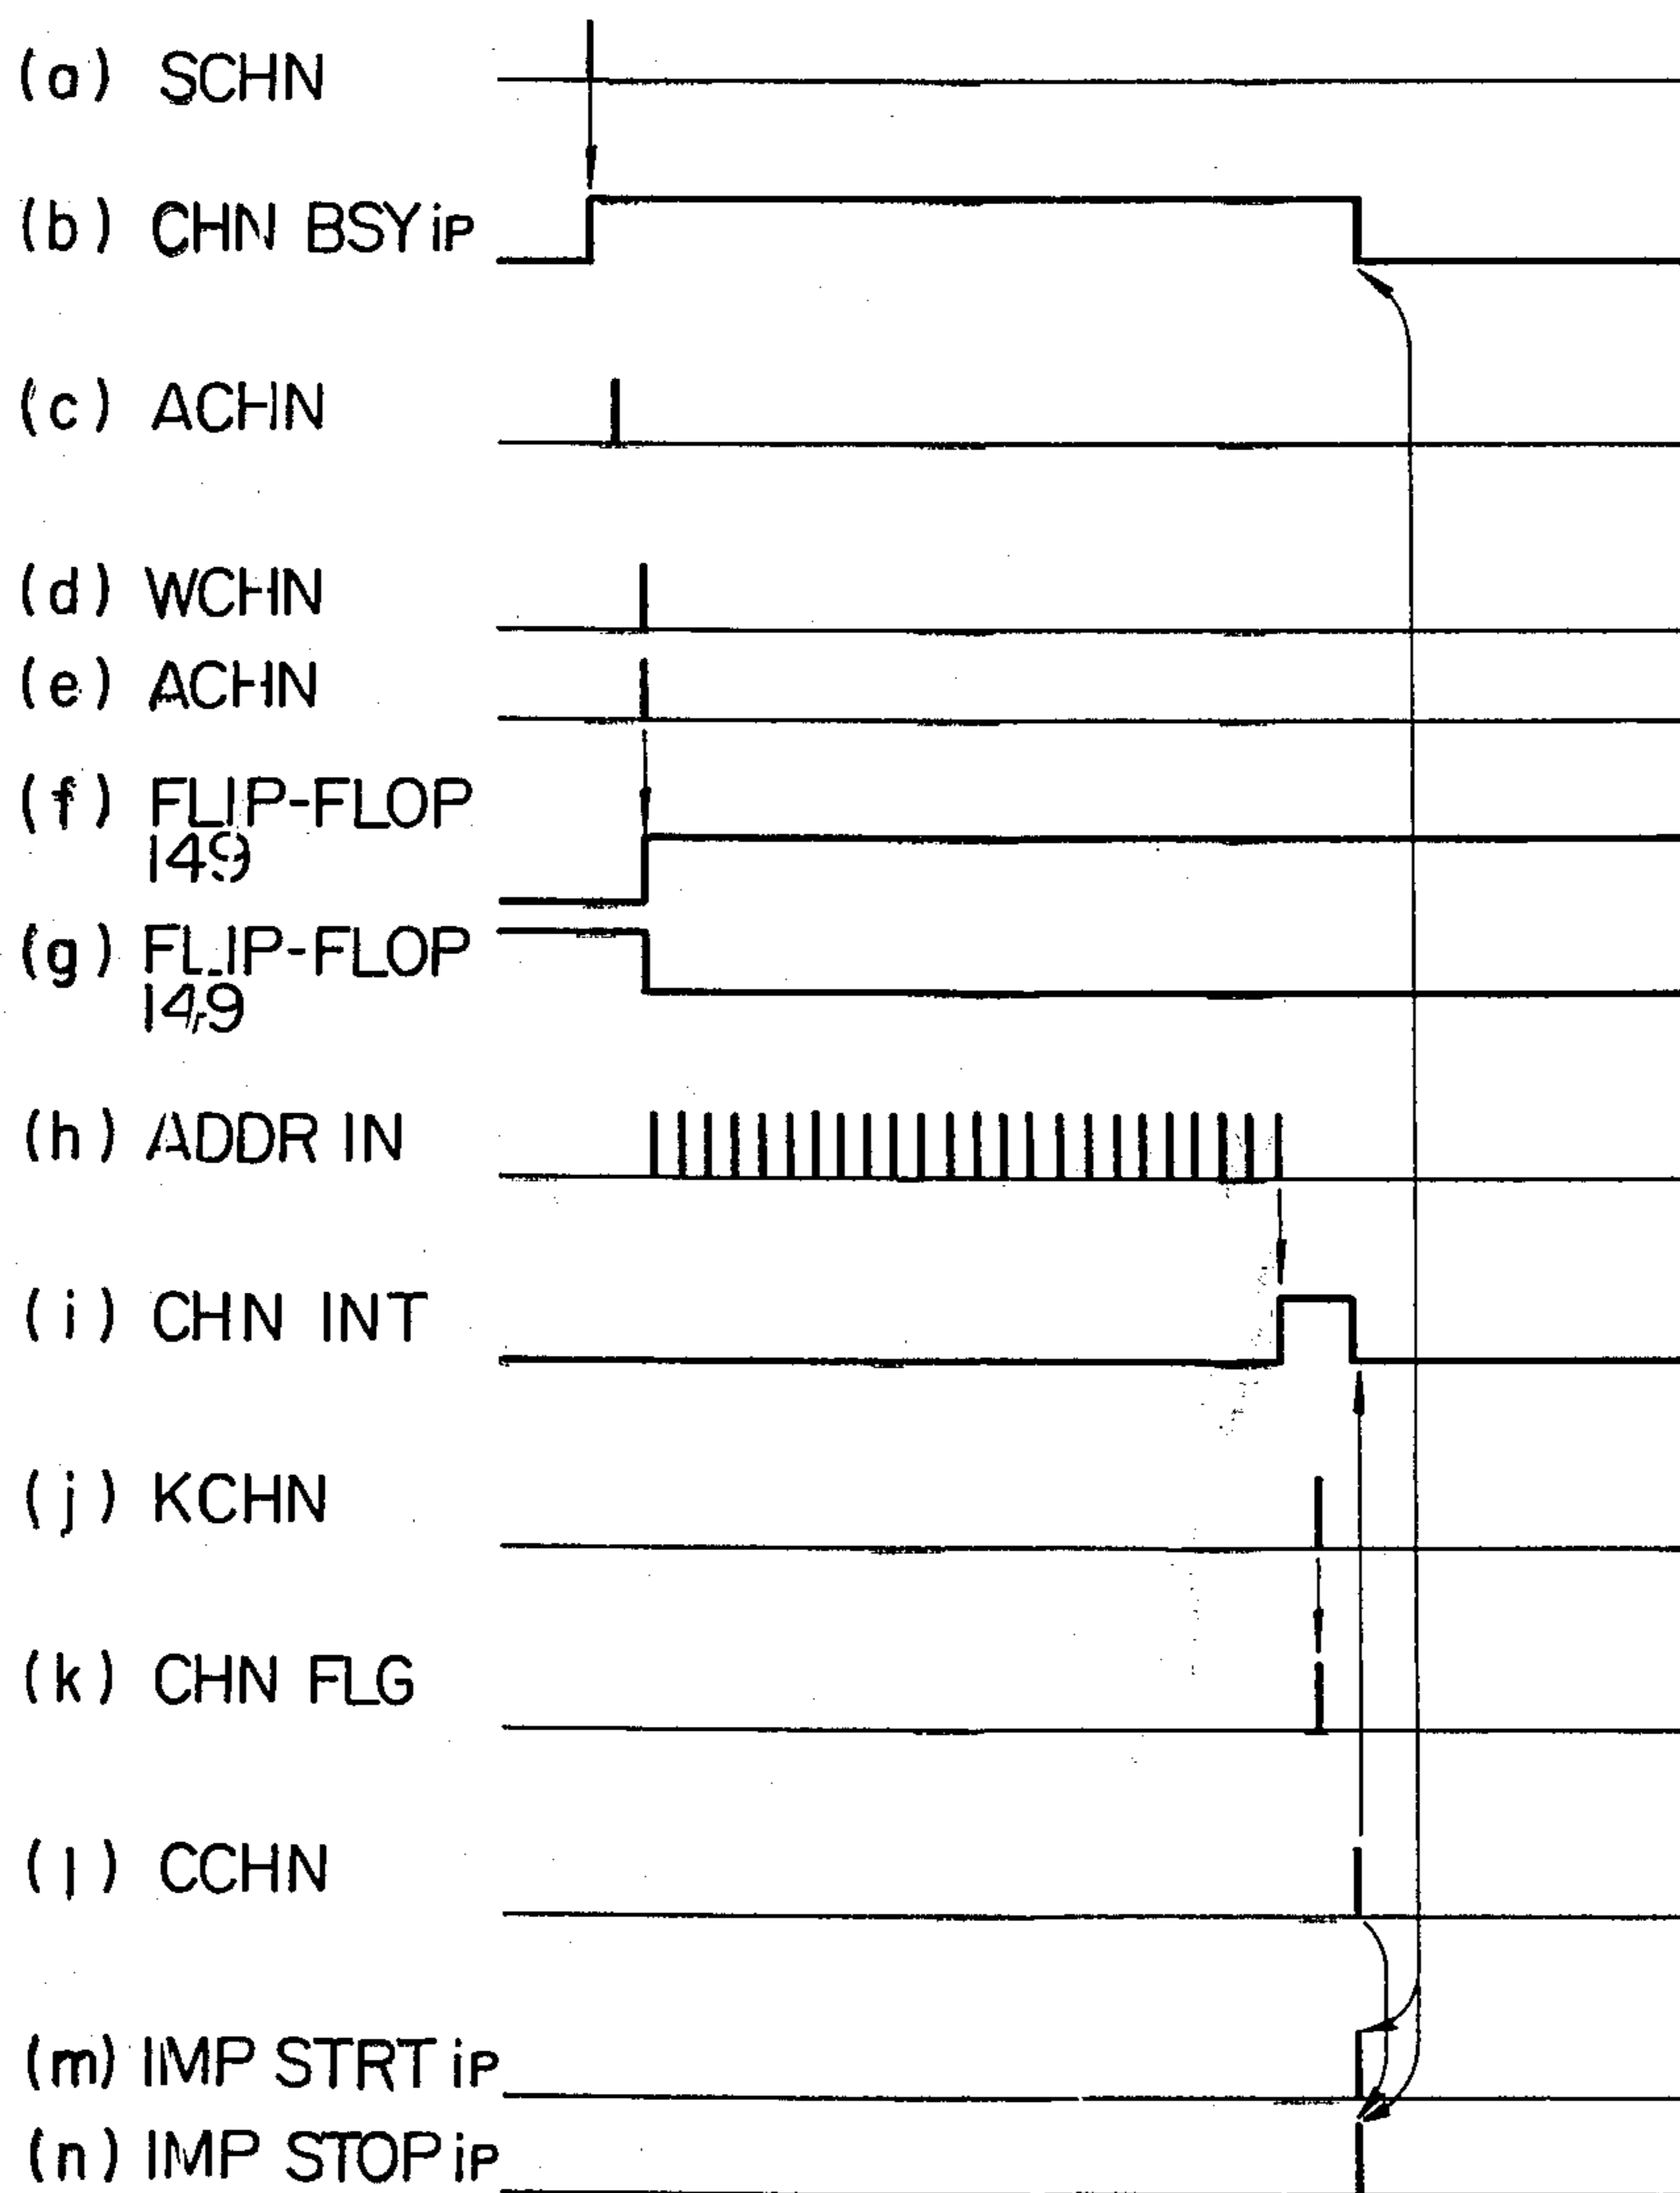 (a) SCHN
(b) CHN BSY iP
(c) ACHN
(d) WCHN
(e) ACHN
(f) FLIP-FLOP
149
(g) FLIP-FLOP
149
(h) ADDR IN
(i) CHN INT
(j) KCHN
(k) CHN FLG
(l) CCHN
(m) IMP STRT iP
(n) IMP STOP iP